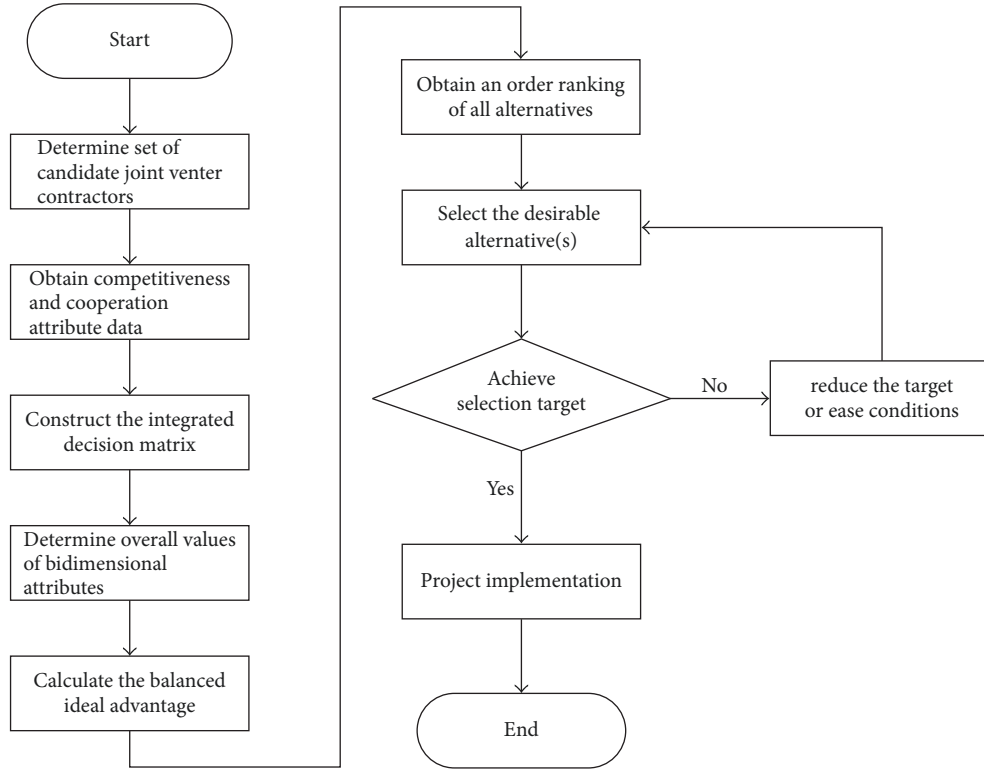 Start
Determine set of
candidate joint venter
contractors
Obtain competitiveness
and cooperation
attribute data
Construct the integrated
decision matrix
Determine overall values
of bidimensional
attributes
Calculate the balanced
ideal advantage
Obtain an order ranking
of all alternatives
Select the desirable
alternative(s)
Achieve
selection target
No
reduce the target
or ease conditions
Yes
Project implementation
End